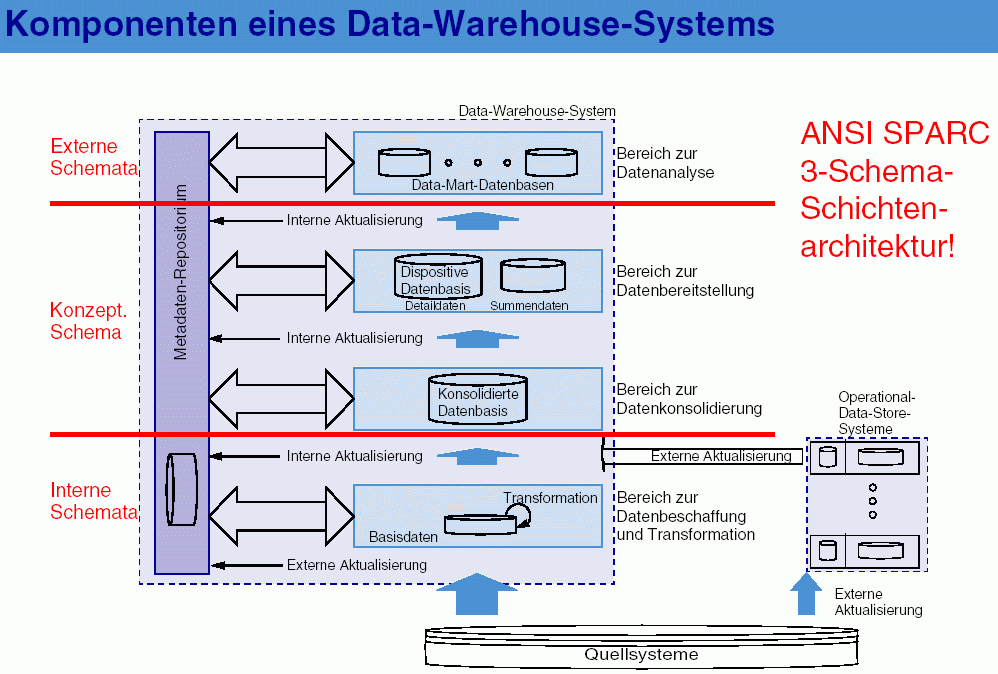 Komponenten eines Data-Warehouse-Systems
Data-Warehouse-System
Externe
Schemata
Metadaten-Repositorium
Data-Mart-Datenbasen
Bereich zur
Datenanalyse
ANSI SPARC
3-Schema-
Schichten-
architektur!
Interne Aktualisierung
Konzept.
Schema
Dispositive
Datenbasis
Detaildaten
Summendaten
Bereich zur
Datenbereitstellung
Interne Aktualisierung
Konsolidierte
Datenbasis
Bereich zur
Datenkonsolidierung
Operational-
Data-Store-
Systeme
Interne Aktualisierung
Externe Aktualisierung
Interne
Schemata
Transformation
Basisdaten
Bereich zur
Datenbeschaffung
und Transformation
Externe Aktualisierung
Externe
Aktualisierung
Quellsysteme